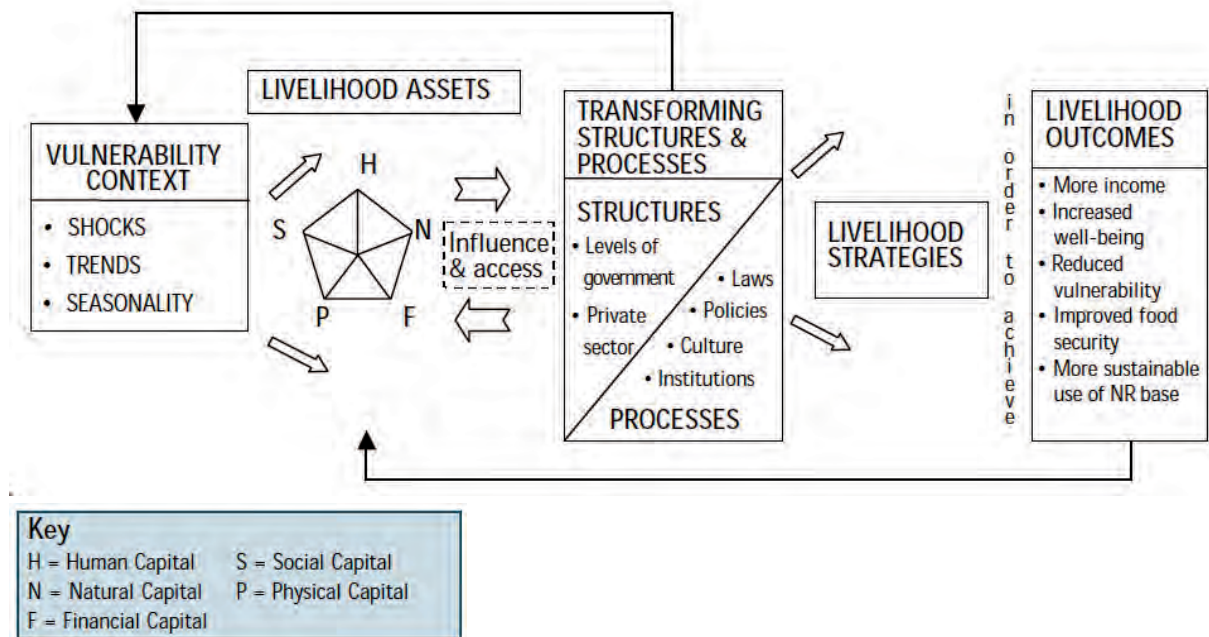 LIVELIHOOD ASSETS
VULNERABILITY
CONTEXT
• SHOCKS
• TRENDS
• SEASONALITY
H
S
N
P
F
Influence
& access
TRANSFORMING
STRUCTURES &
PROCESSES
STRUCTURES
• Levels of
government
• Private
sector
• Laws
• Policies
• Culture
• Institutions
PROCESSES
LIVELIHOOD
STRATEGIES
in order to achieve
LIVELIHOOD
OUTCOMES
• More income
• Increased
well-being
• Reduced
vulnerability
• Improved food
security
• More sustainable
use of NR base
Key
H = Human Capital S = Social Capital
N = Natural Capital P = Physical Capital
F = Financial Capital